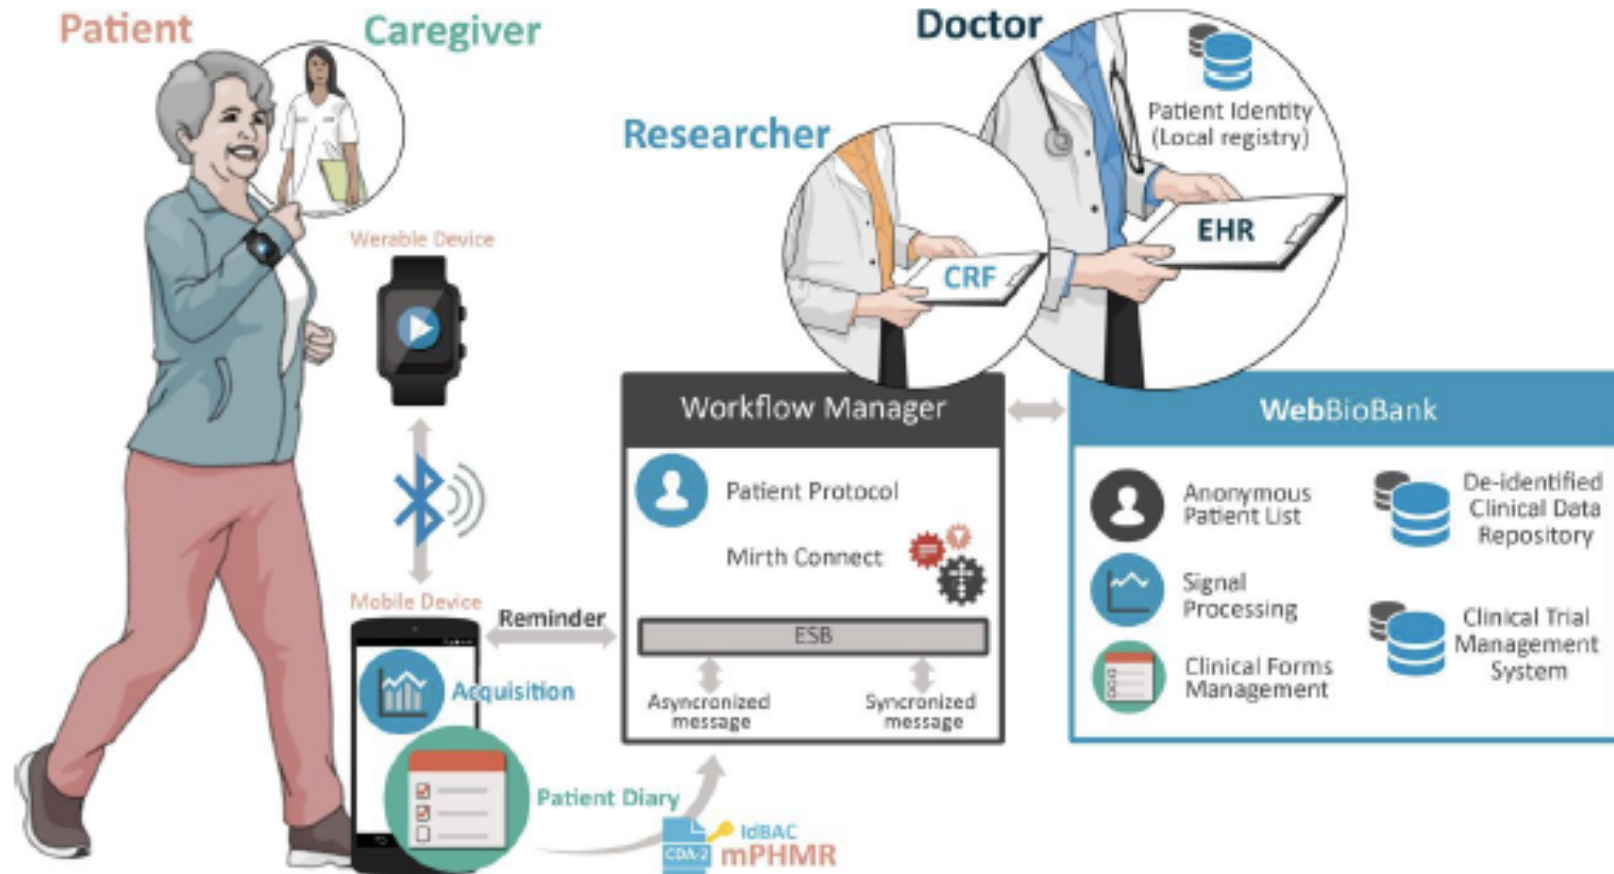 Patient
Caregiver
Doctor
Patient Identity
(Local registry)
Researcher
EHR
CRF
Werable Device
Workflow Manager
WebBioBank
Patient Protocol
Mirth Connect
Anonymous
Patient List
De-identified
Clinical Data
Repository
Signal
Processing
Clinical Trial
Management
System
Clinical Forms
Management
Mobile Device
Reminder
ESB
Acquisition
Asyncronized
message
Syncronized
message
Patient Diary
IdBAC
CDA-2
mPHMR